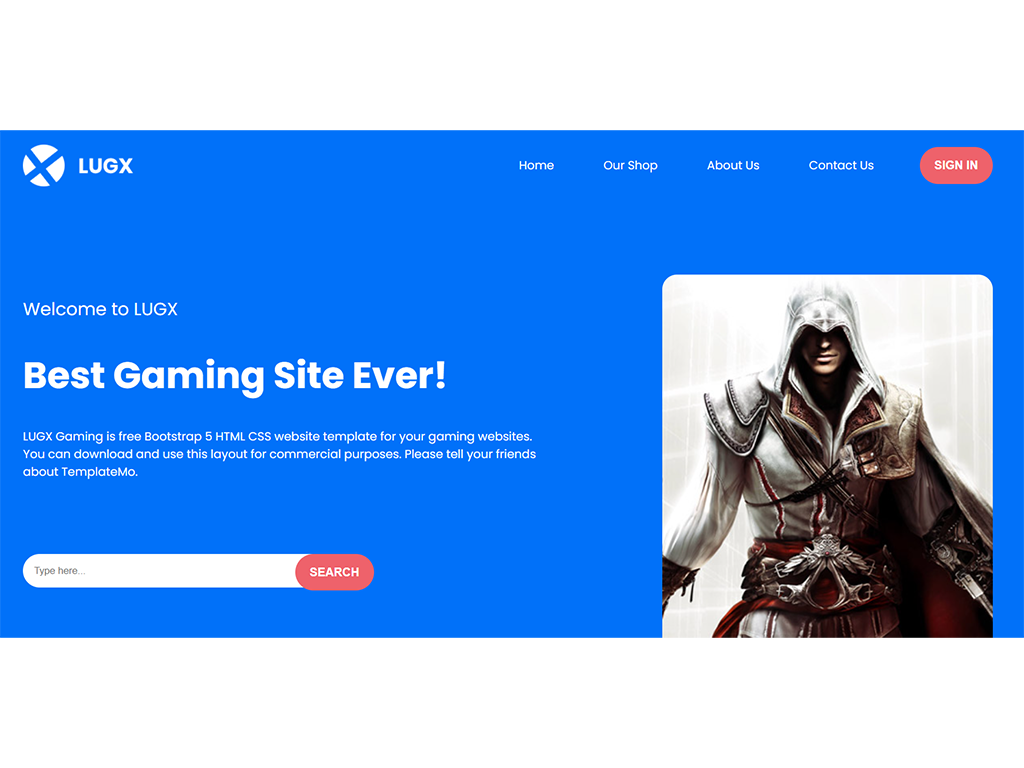 LUGX
Home
Our Shop
About Us
Contact Us
SIGN IN
Welcome to LUGX
Best Gaming Site Ever!
LUGX Gaming is free Bootstrap 5 HTML CSS website template for your gaming websites.
You can download and use this layout for commercial purposes. Please tell your friends
about TemplateMo.
Type here...
SEARCH